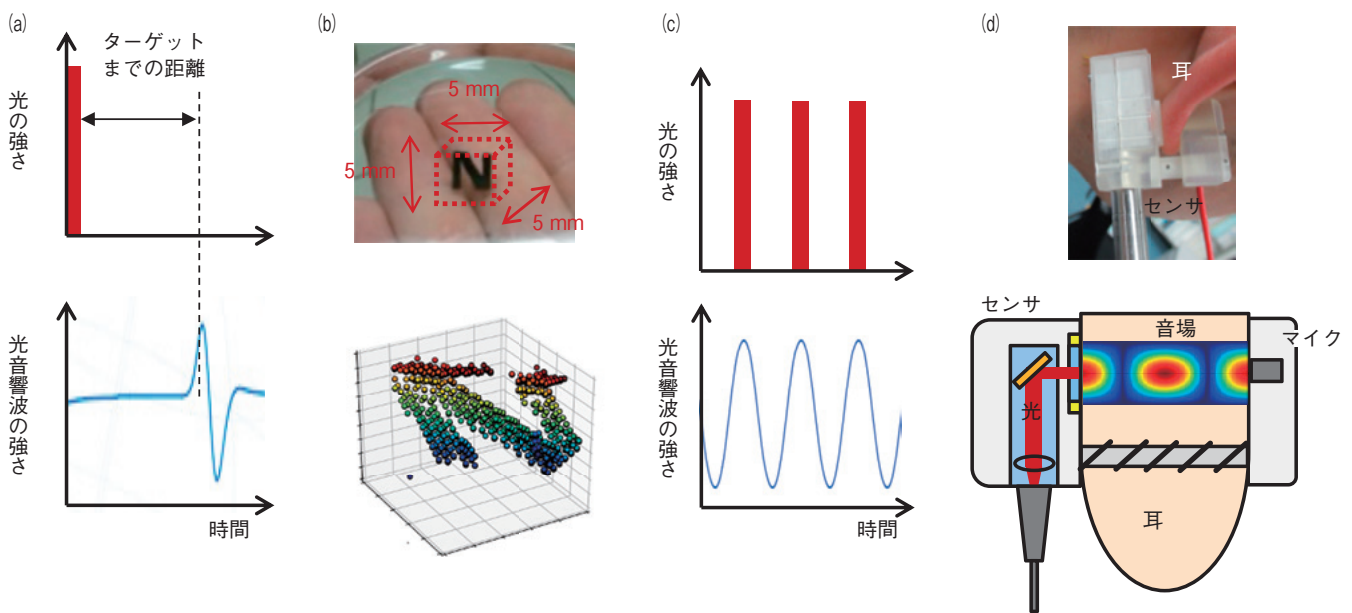 (a)
ターゲット
までの距離
光の強さ
光音響波の強さ
時間
(b)
5 mm
5 mm
5 mm
N
(c)
光の強さ
光音響波の強さ
時間
(d)
耳
センサ
センサ
音場
マイク
光
耳